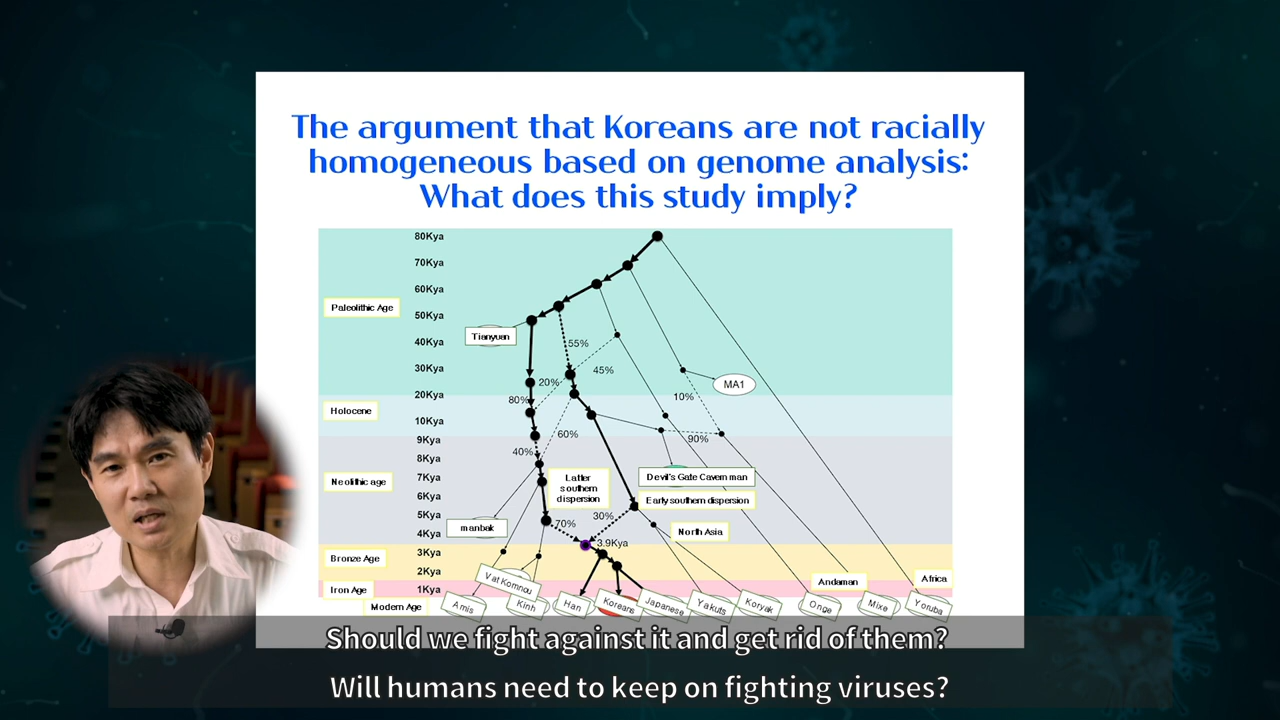 The argument that Koreans are not racially
homogeneous based on genome analysis:
What does this study imply?
80Kya
70Kya
60Kya
Paleolithic Age
50Kya
Tianyuan
55%
40Kya
45%
30Kya
20%
MA1
80%
10%
20Kya
Holocene
10Kya
60%
90%
9Kya
40%
8Kya
Neolithic age
7Kya
Latter
southern
dispersion
Devil's Gate Cavern man
6Kya
Early southern dispersion
5Kya
manbak
70%
30%
North Asia
4Kya
3.9Kya
Bronze Age
3Kya
2Kya
Vat Komnou
Andaman
Africa
Iron Age
1Kya
Modern Age
Amis
Kinh
Han
Koreans
Japanese
Yakuts
Koryak
Onge
Mixe
Yoruba
Should we fight against it and get rid of them?
Will humans need to keep on fighting viruses?